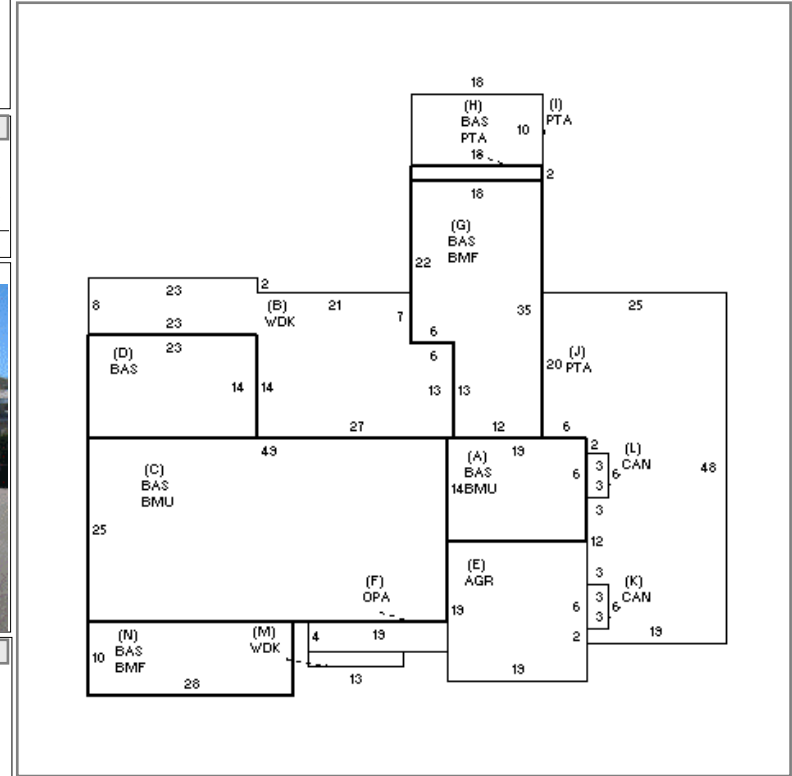 18
(H)
BAS
PTA
10
(I)
PTA
18
2
18
(G)
BAS
BMF
22
35
23
2
8
(B)
WDK
21
7
25
23
6
23
(D)
BAS
6
14
14
13
13
20
(J)
PTA
27
12
6
49
19
2
(C)
BAS
BMU
(A)
BAS
BMU
14
6
3
3
6
(L)
CAN
48
3
25
12
(E)
AGR
(F)
OPA
3
3
3
6
6
(K)
CAN
19
(N)
BAS
BMF
(M)
WDK
4
19
2
19
10
28
13
19